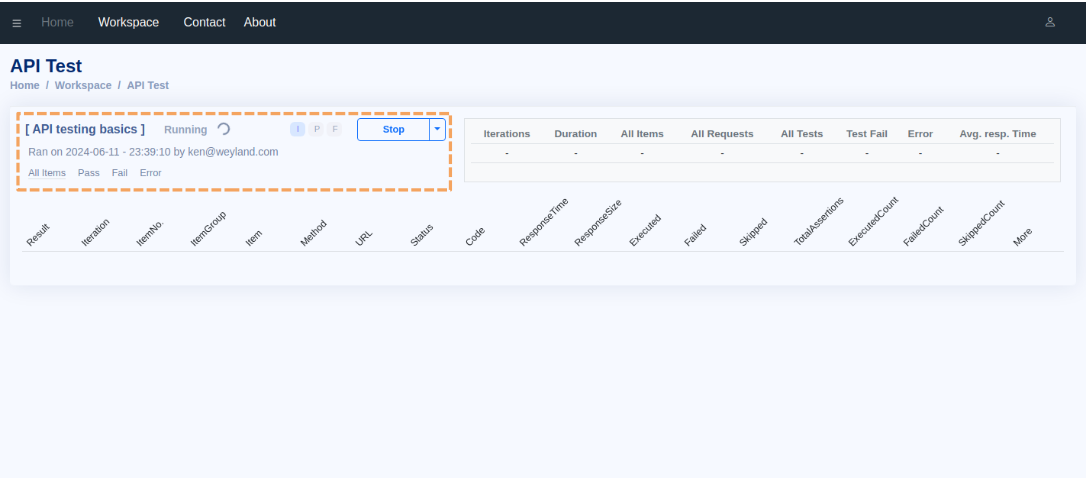 Home Workspace Contact About
API Test
Home / Workspace / API Test
[ API testing basics ] Running I P F Stop
Ran on 2024-06-11 - 23:39:10 by ken@weyland.com
All Items Pass Fail Error
Iterations Duration All Items All Requests All Tests Test Fail Error Avg. resp. Time
- - - - - - - -
Result Iteration ItemNo. ItemGroup Item Method URL Status Code ResponseTime ResponseSize Executed Failed Skipped TotalAssertions ExecutedCount FailedCount SkippedCount More